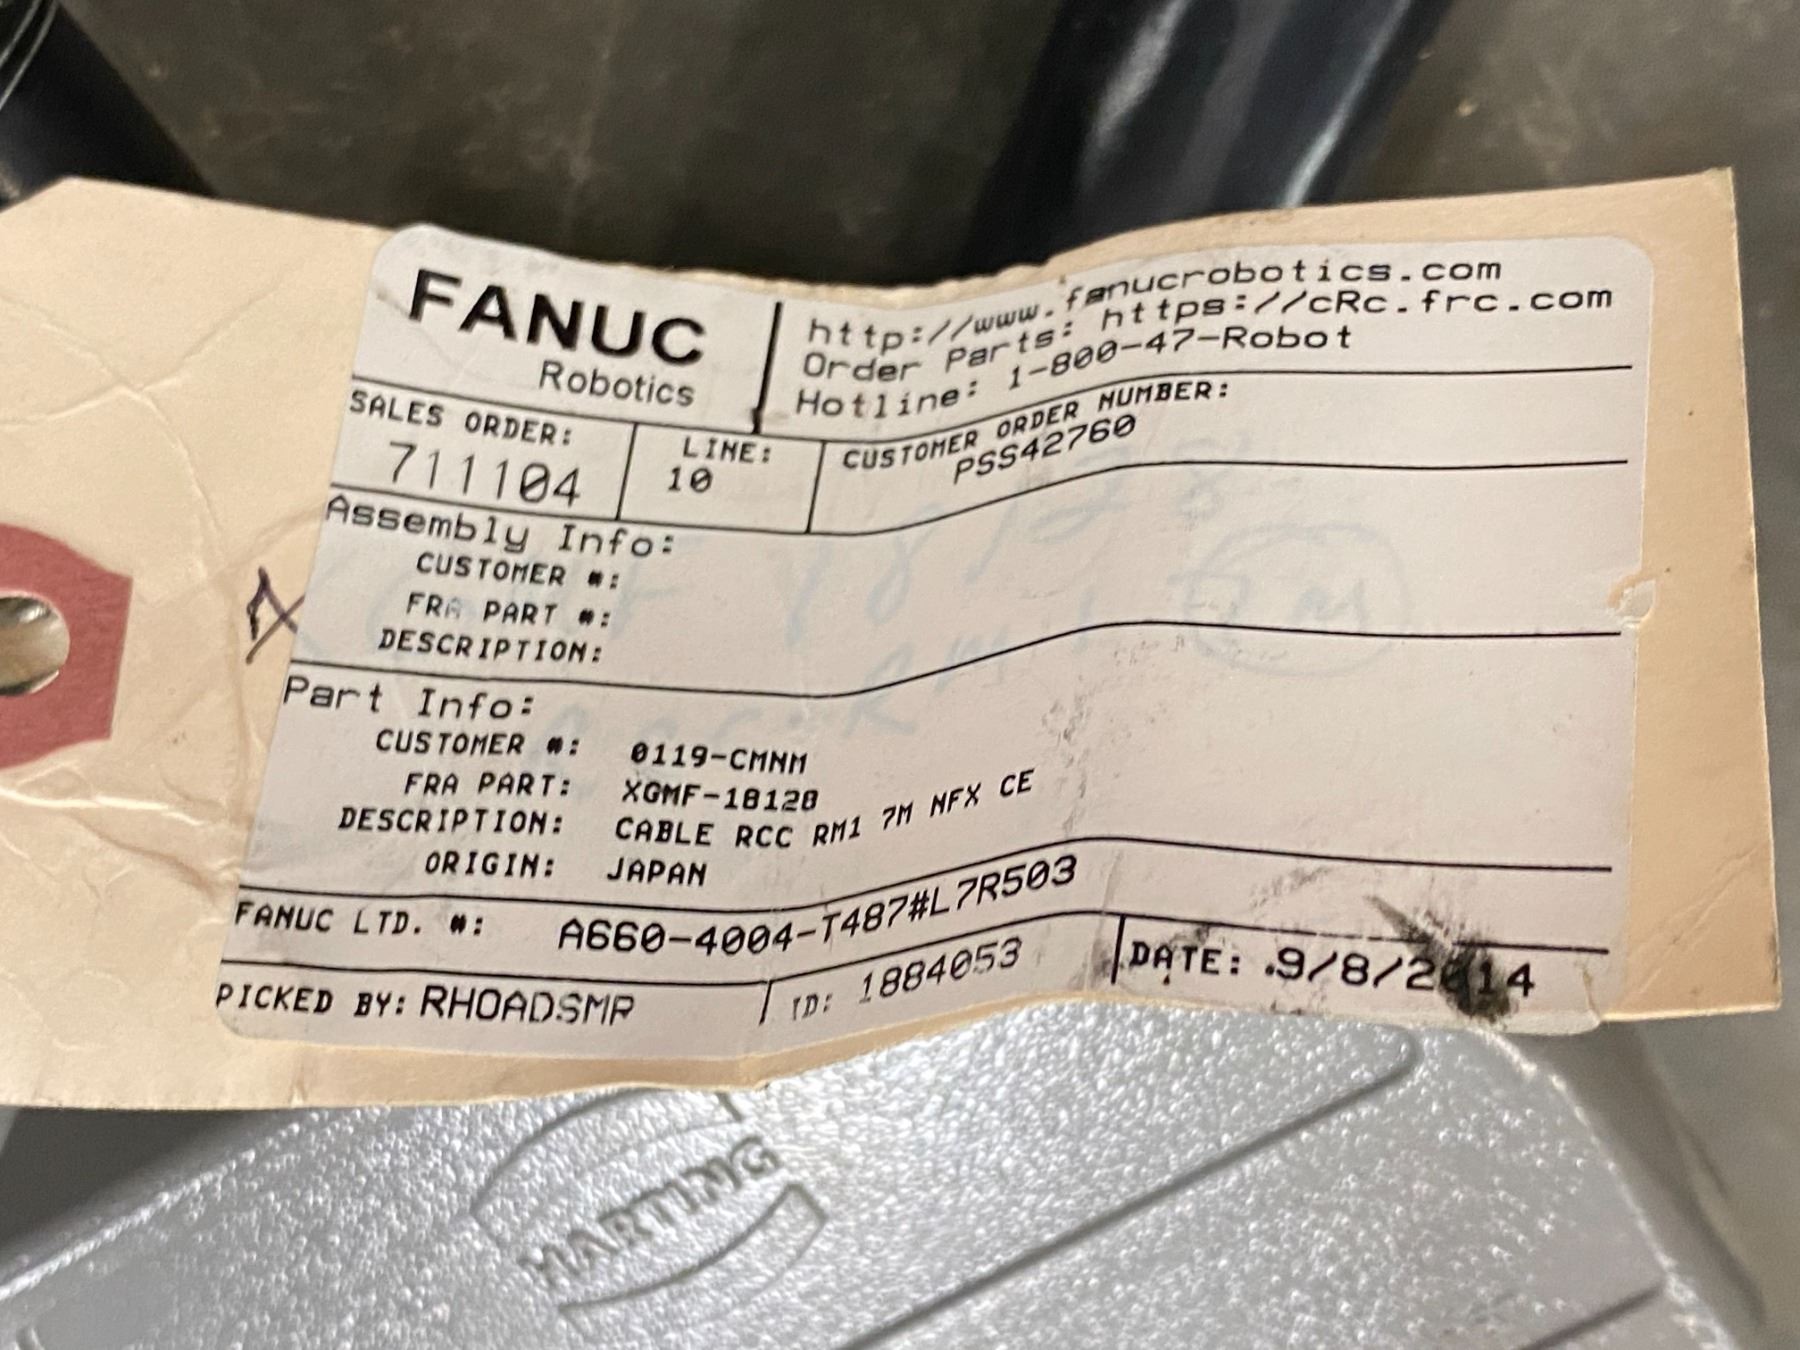 FANUC
Robotics
http://www.fanucrobotics.com
Order Parts: https://cRc.frc.com
Hotline: 1-800-47-Robot
SALES ORDER:
711104
LINE:
10
CUSTOMER ORDER NUMBER:
PSS42760
Assembly Info:
CUSTOMER #:
FRA PART #:
DESCRIPTION:
Part Info:
CUSTOMER #: 0119-CMNM
FRA PART: XGMF-18128
DESCRIPTION: CABLE RCC RM1 7M NFX CE
ORIGIN: JAPAN
FANUC LTD. #: A660-4004-T487#L7R503
PICKED BY: RHOADSMR
ID: 1884053
DATE: 9/8/2014
HARTING